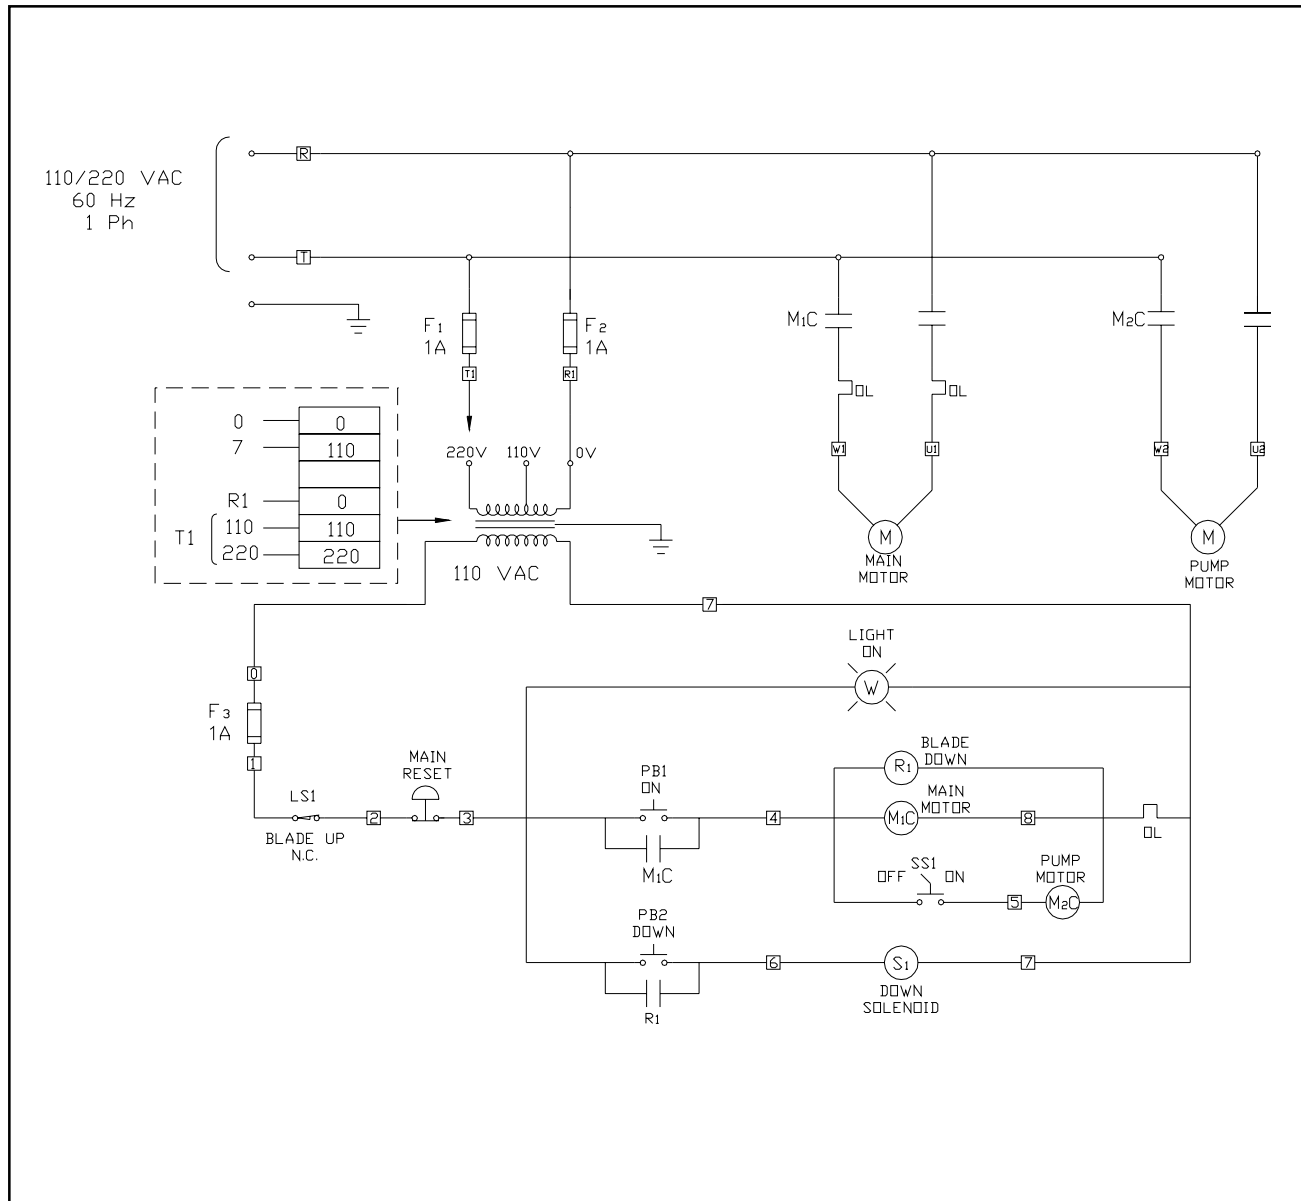 R
110/220 VAC
60 Hz
1 Ph
T
F1
1A
F2
1A
M1C
M2C
T1
R1
OL
OL
0
0
7
110
220V
110V
0V
W1
U1
W2
U2
R1
0
T1
110
110
220
220
M
MAIN
MOTOR
M
PUMP
MOTOR
110 VAC
7
LIGHT
ON
W
0
F3
1A
1
MAIN
RESET
LS1
2
3
BLADE UP
N.C.
PB1
ON
M1C
4
R1
BLADE
DOWN
M1C
MAIN
MOTOR
8
OL
SS1
OFF
ON
5
PUMP
MOTOR
M2C
PB2
DOWN
R1
6
S1
7
DOWN
SOLENOID